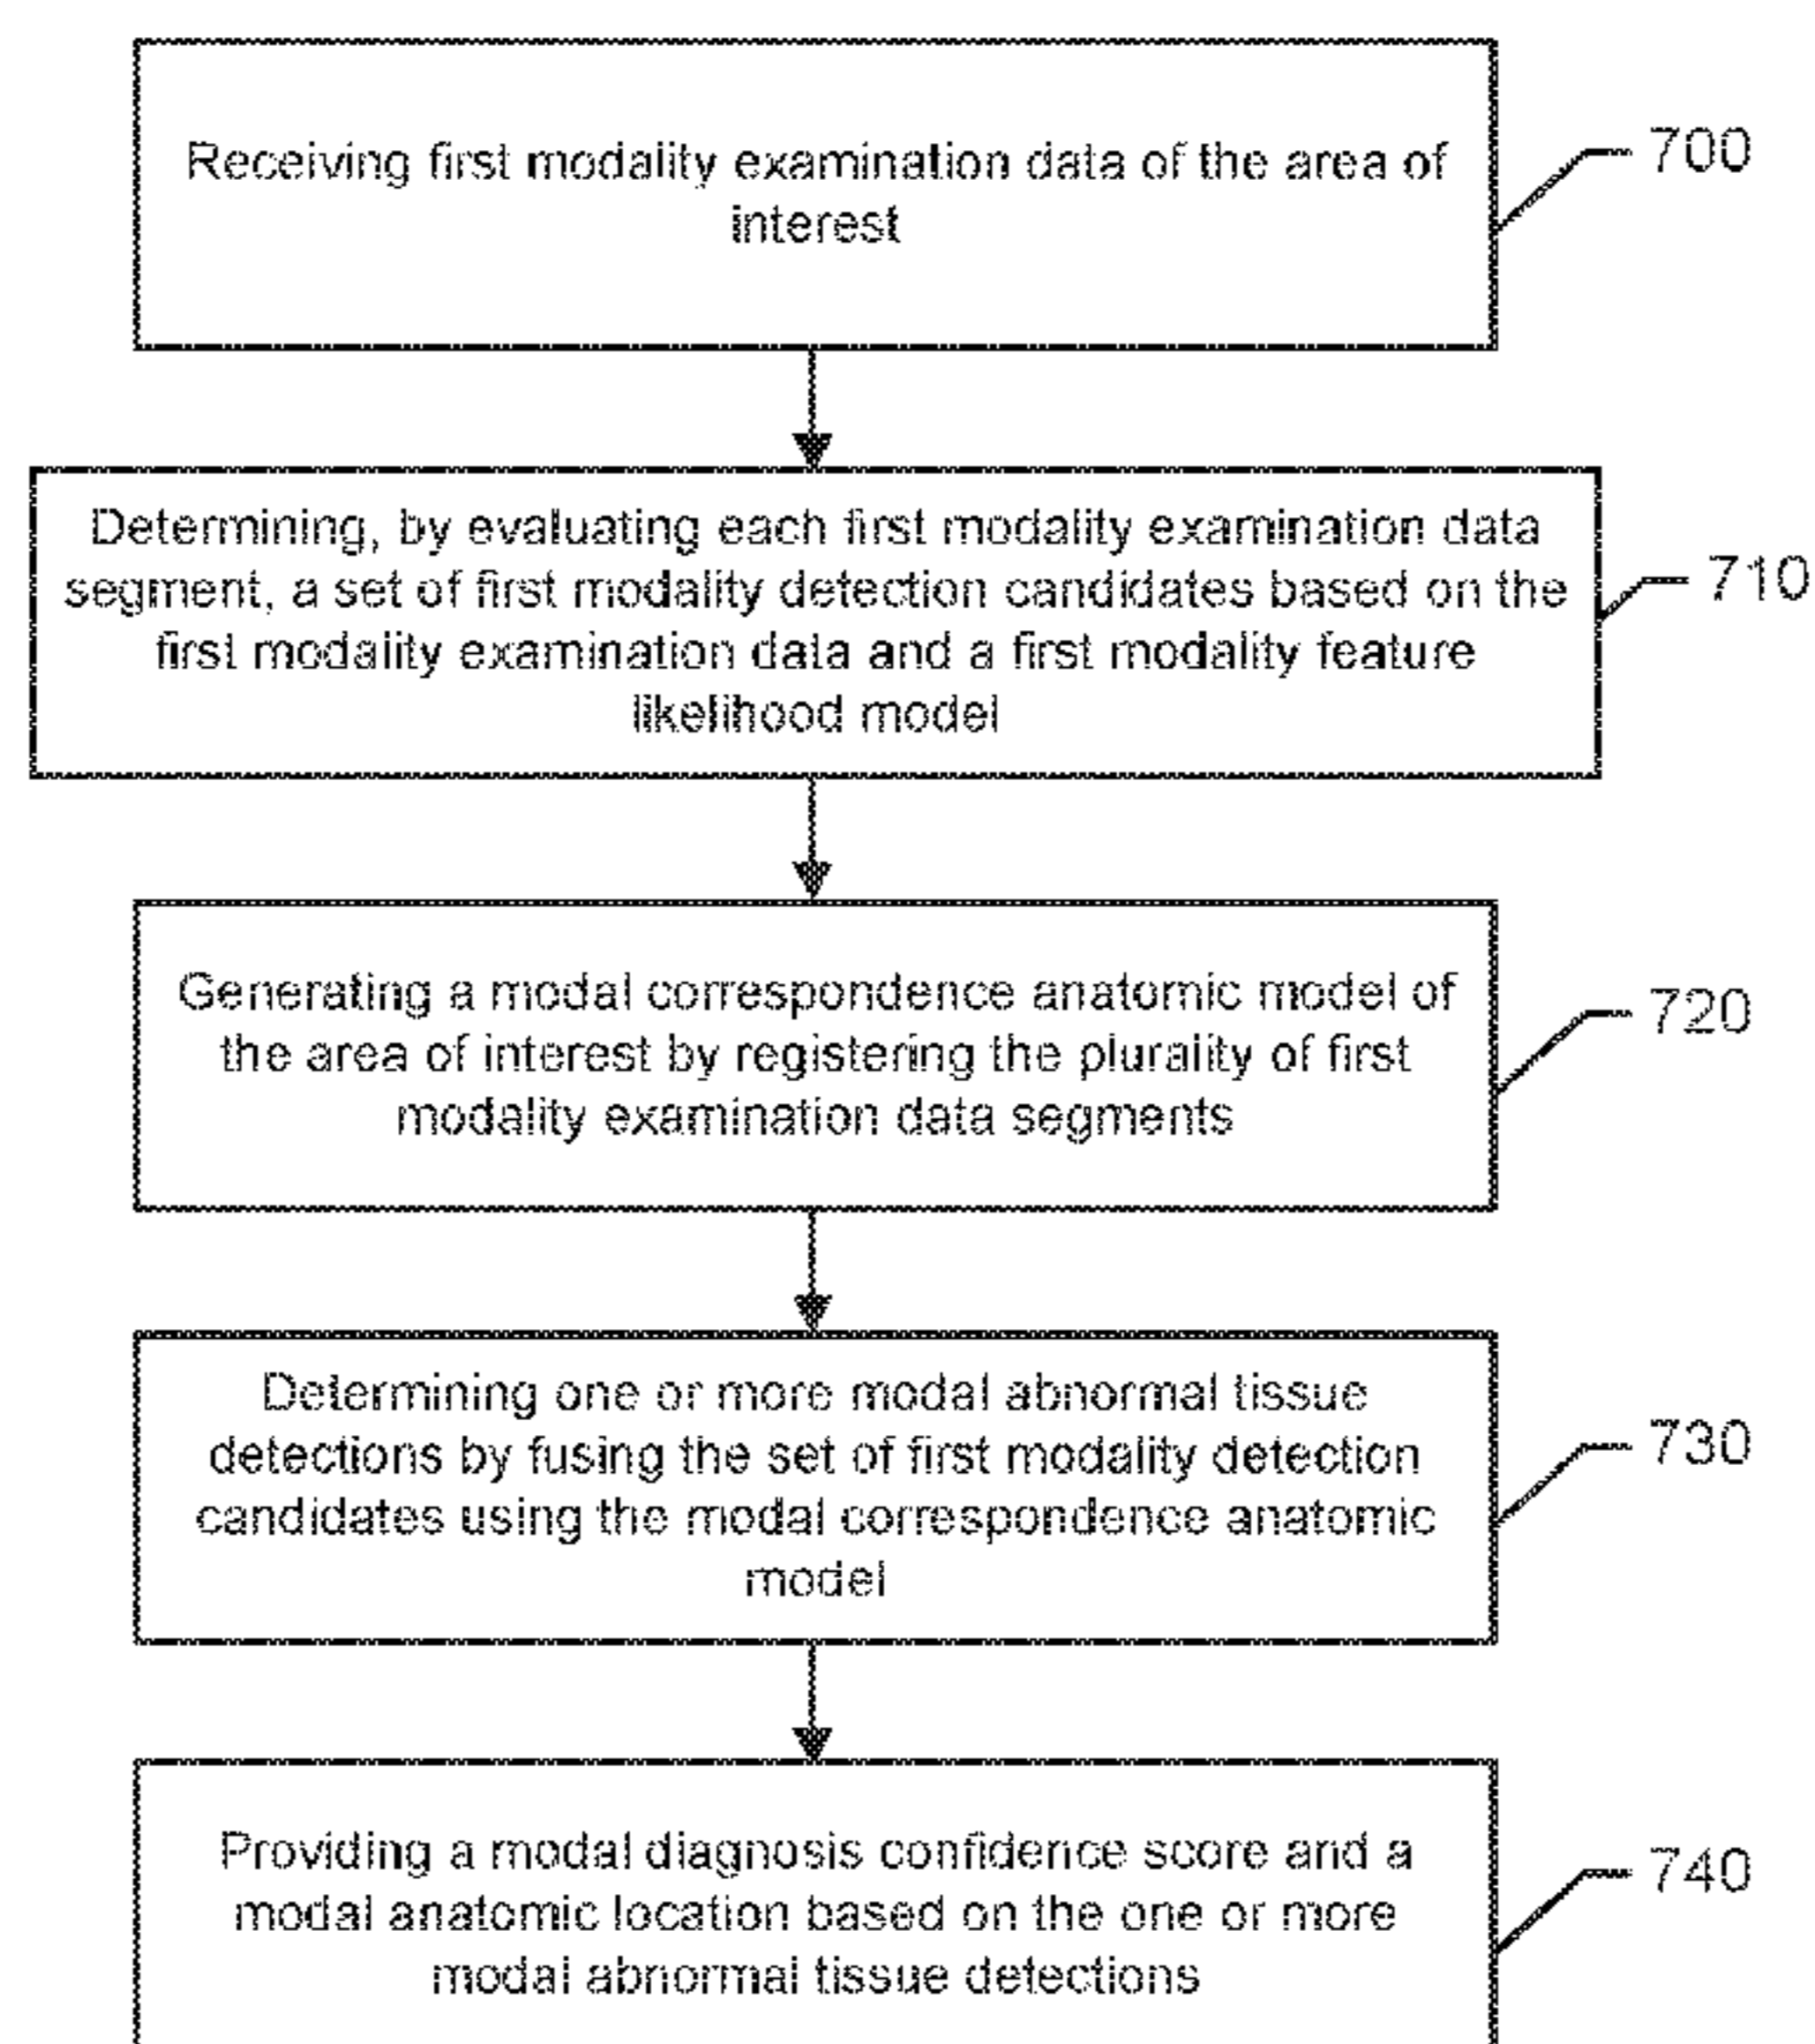 Receiving first modality examination data of the area of
interest
700
Determining, by evaluating each first modality examination data
segment, a set of first modality detection candidates based on the
first modality examination data and a first modality feature
likelihood model
710
Generating a modal correspondence anatomic model of
the area of interest by registering the plurality of first
modality examination data segments
720
Determining one or more modal abnormal tissue
detections by fusing the set of first modality detection
candidates using the modal correspondence anatomic
model
730
Providing a modal diagnosis confidence score and a
modal anatomic location based on the one or more
modal abnormal tissue detections
740